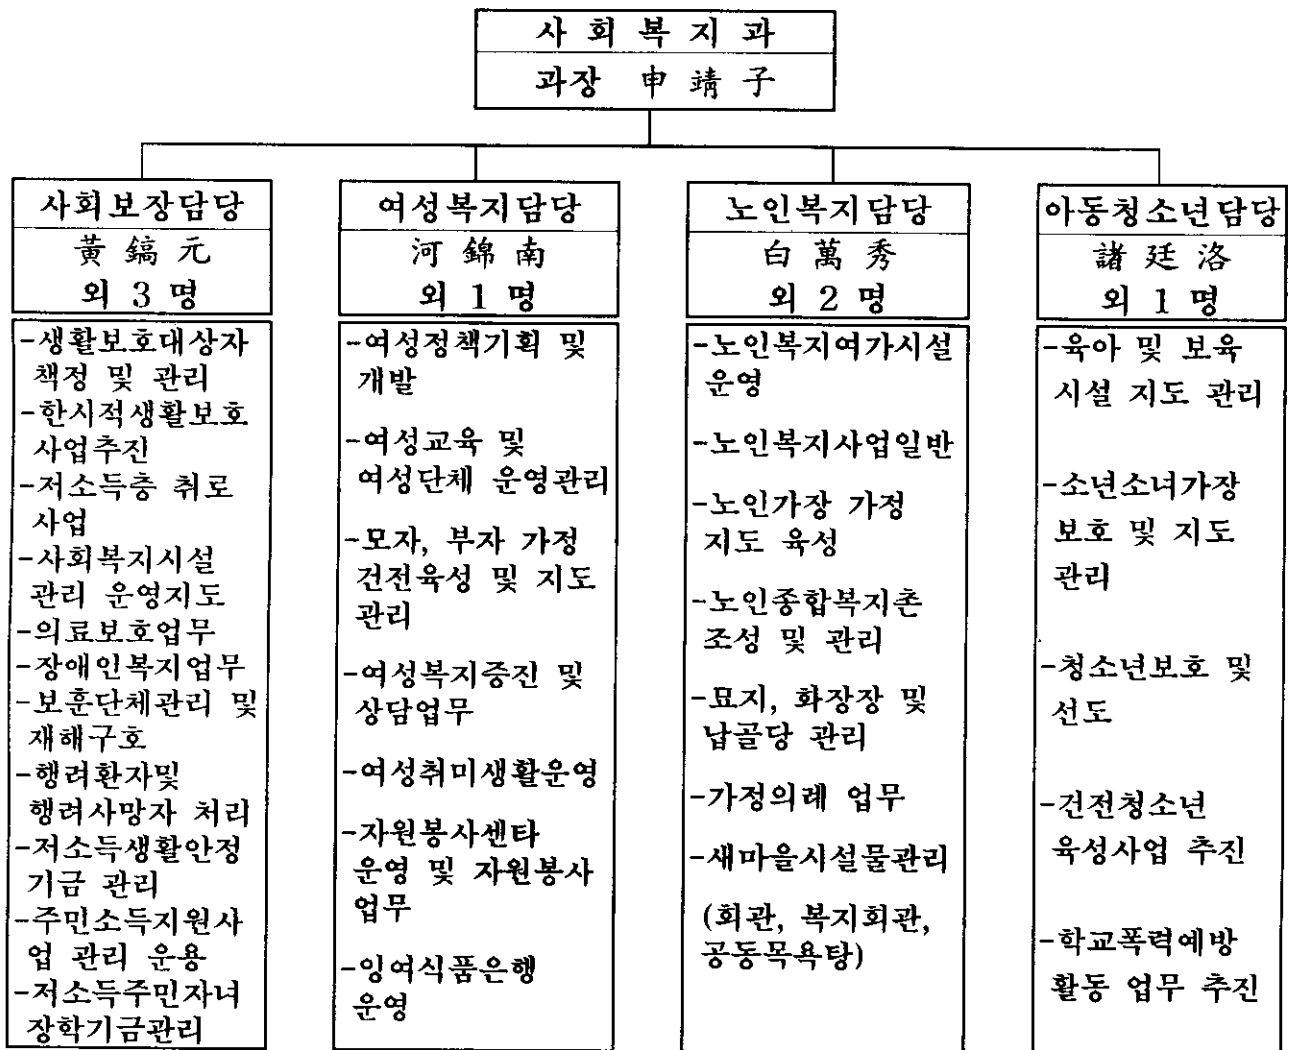 사 회 복 지 과
과장 申 靖 子
사회보장담당
黃 鎬 元
외 3 명
-생활보호대상자
책정 및 관리
-한시적생활보호
사업추진
-저소득층 취로
사업
-사회복지시설
관리 운영지도
-의료보호업무
-장애인복지업무
-보훈단체관리 및
재해구호
-행려환자및
행려사망자 처리
-저소득생활안정
기금 관리
-주민소득지원사
업 관리 운용
-저소득주민자녀
장학기금관리
여성복지담당
河 錦 南
외 1 명
-여성정책기획 및
개발
-여성교육 및
여성단체 운영관리
-모자, 부자 가정
건전육성 및 지도
관리
-여성복지증진 및
상담업무
-여성취미생활운영
-자원봉사센타
운영 및 자원봉사
업무
-잉여식품은행
운영
노인복지담당
白 萬 秀
외 2 명
-노인복지여가시설
운영
-노인복지사업일반
-노인가장 가정
지도 육성
-노인종합복지촌
조성 및 관리
-묘지, 화장장 및
납골당 관리
-가정의례 업무
-새마을시설물관리
(회관, 복지회관,
공동목욕탕)
아동청소년담당
諸 廷 洛
외 1 명
-육아 및 보육
시설 지도 관리
-소년소녀가장
보호 및 지도
관리
-청소년보호 및
선도
-건전청소년
육성사업 추진
-학교폭력예방
활동 업무 추진